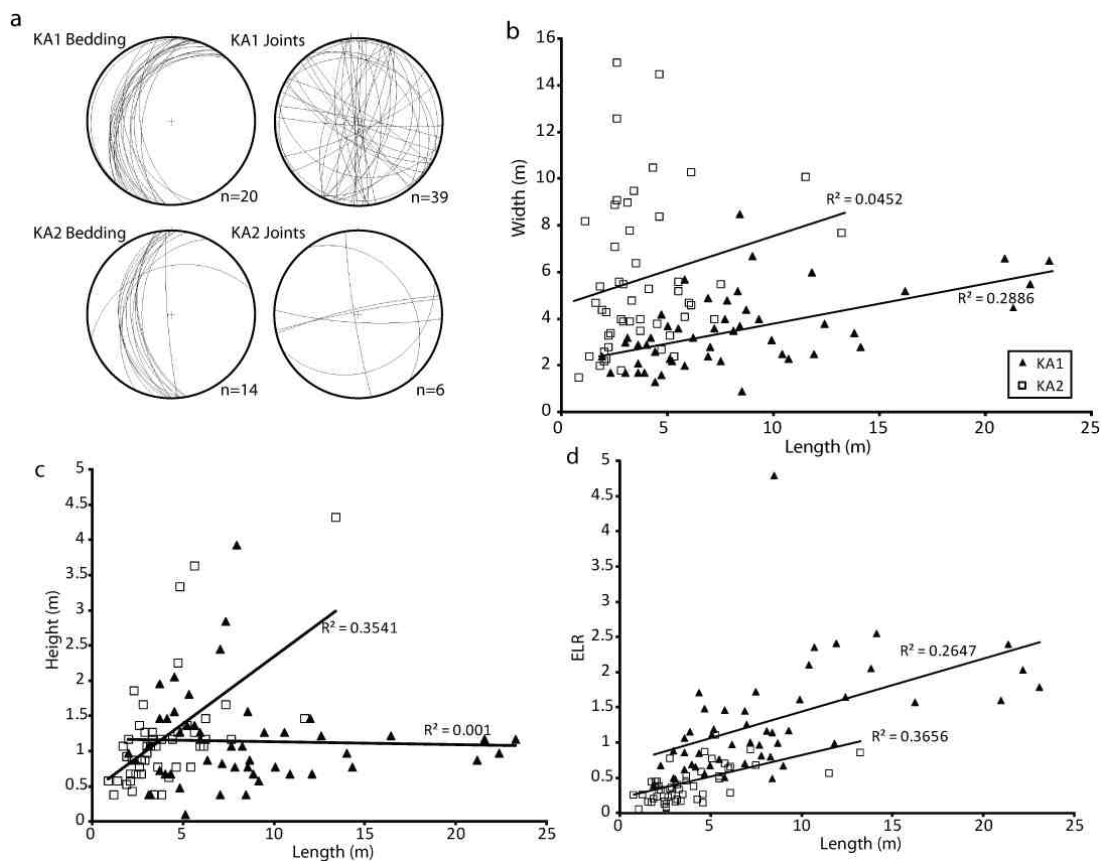 a
KA1 Bedding
n=20
KA1 Joints
n=39
KA2 Bedding
n=14
KA2 Joints
n=6
b
16
14
12
10
8
6
4
2
0
Width (m)
R² = 0.0452
R² = 0.2886
KA1
KA2
0 5 10 15 20 25
Length (m)
c
5
4.5
4
3.5
3
2.5
2
1.5
1
0.5
0
Height (m)
R² = 0.3541
R² = 0.001
0 5 10 15 20 25
Length (m)
d
5
4.5
4
3.5
3
2.5
2
1.5
1
0.5
0
ELR
R² = 0.2647
R² = 0.3656
0 5 10 15 20 25
Length (m)